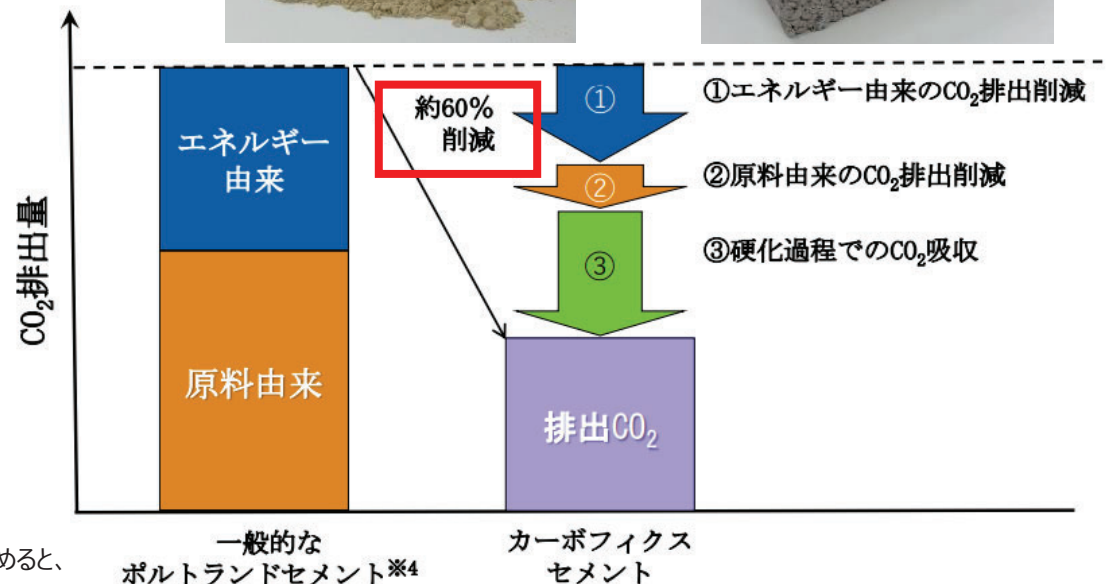 約60%
削減
エネルギー
由来
原料由来
CO₂排出量
①
②
③
①エネルギー由来のCO₂排出削減
②原料由来のCO₂排出削減
③硬化過程でのCO₂吸収
排出CO₂
一般的な
ポルトランドセメント※4
カーボフィクス
セメント
めると、